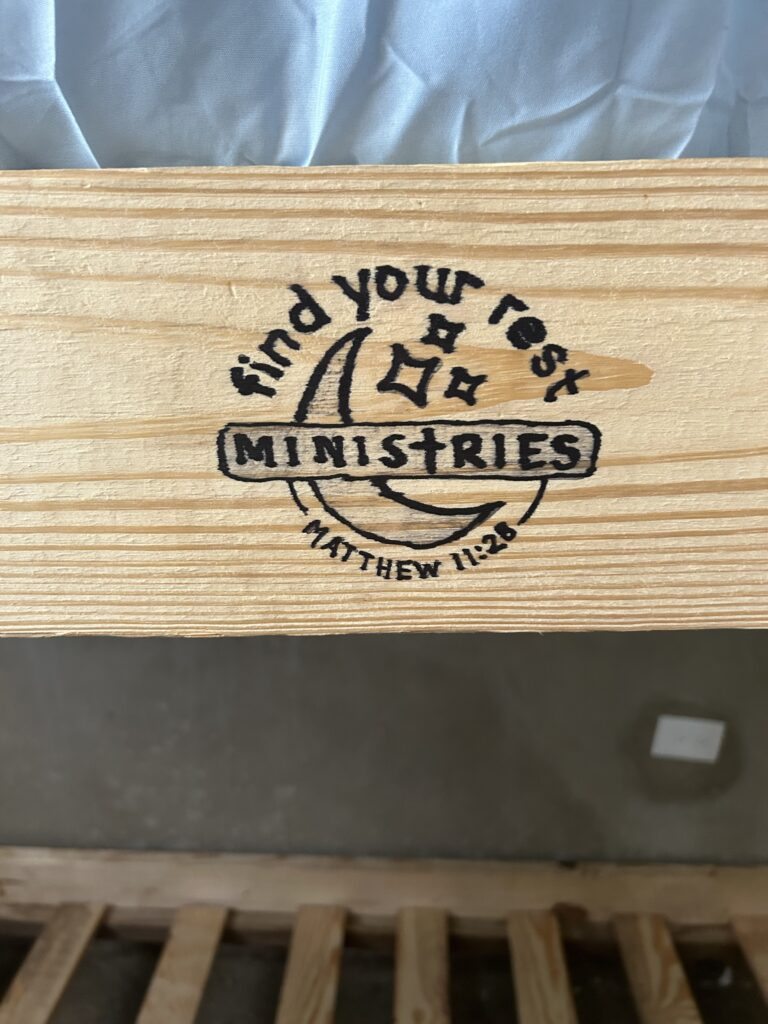 find your rest
MINISTRIES
MATTHEW 11:28